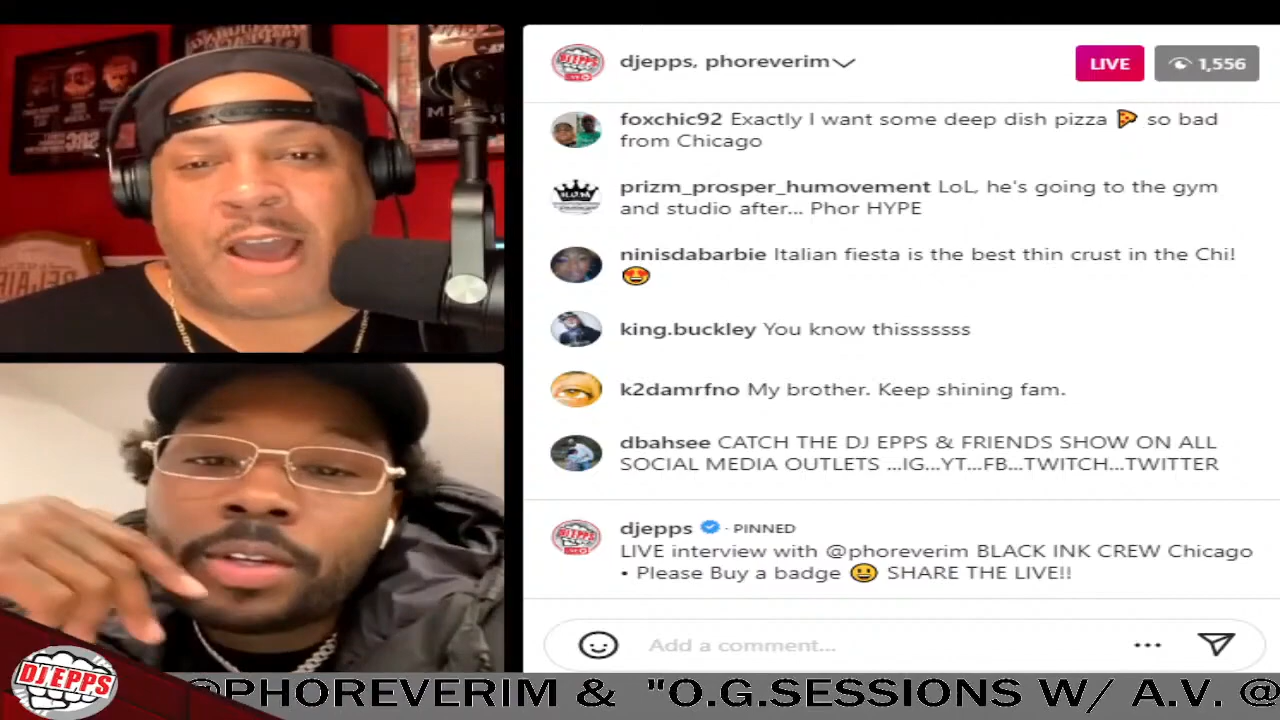 djepps, phoreverim
LIVE
1,556
foxchic92 Exactly I want some deep dish pizza 🍕 so bad
from Chicago
prizm_prosper_humovement LoL, he's going to the gym
and studio after... Phor HYPE
ninisdabarbie Italian fiesta is the best thin crust in the Chi!
😍
king.buckley You know thisssssss
k2damrfno My brother. Keep shining fam.
dbahsee CATCH THE DJ EPPS & FRIENDS SHOW ON ALL
SOCIAL MEDIA OUTLETS ...IG...YT...FB...TWITCH...TWITTER
djepps · PINNED
LIVE interview with @phoreverim BLACK INK CREW Chicago
• Please Buy a badge 😃 SHARE THE LIVE!!
Add a comment...
DJ EPPS
@PHOREVERIM & "O.G.SESSIONS W/ A.V. @